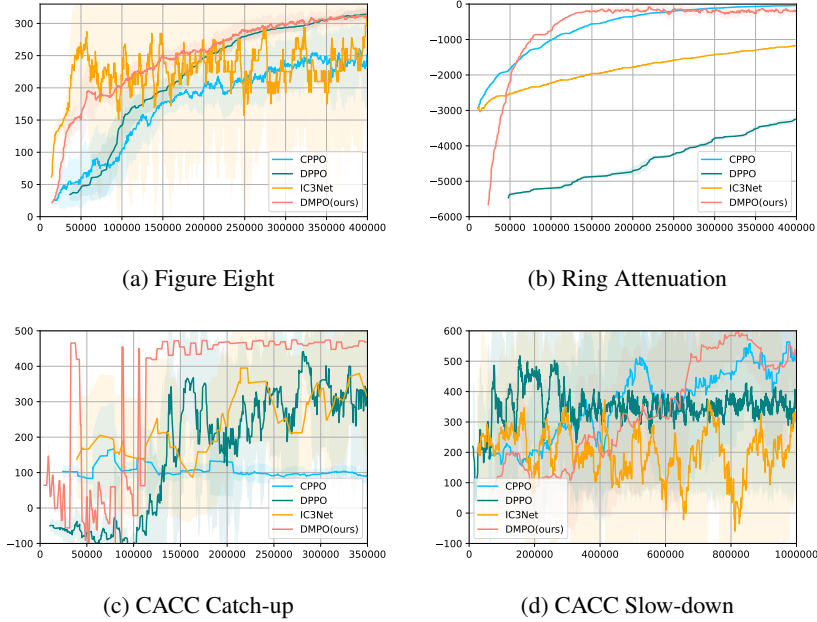 300
250
200
150
100
50
0
0 50000 100000 150000 200000 250000 300000 350000 400000
CPPO
DPPO
IC3Net
DMPO(ours)
(a) Figure Eight
0
−1000
−2000
−3000
−4000
−5000
−6000
0 50000 100000 150000 200000 250000 300000 350000 400000
CPPO
DPPO
IC3Net
DMPO(ours)
(b) Ring Attenuation
500
400
300
200
100
0
−100
0 50000 100000 150000 200000 250000 300000 350000
CPPO
DPPO
IC3Net
DMPO(ours)
(c) CACC Catch-up
600
500
400
300
200
100
0
−100
0 200000 400000 600000 800000 1000000
CPPO
DPPO
IC3Net
DMPO(ours)
(d) CACC Slow-down